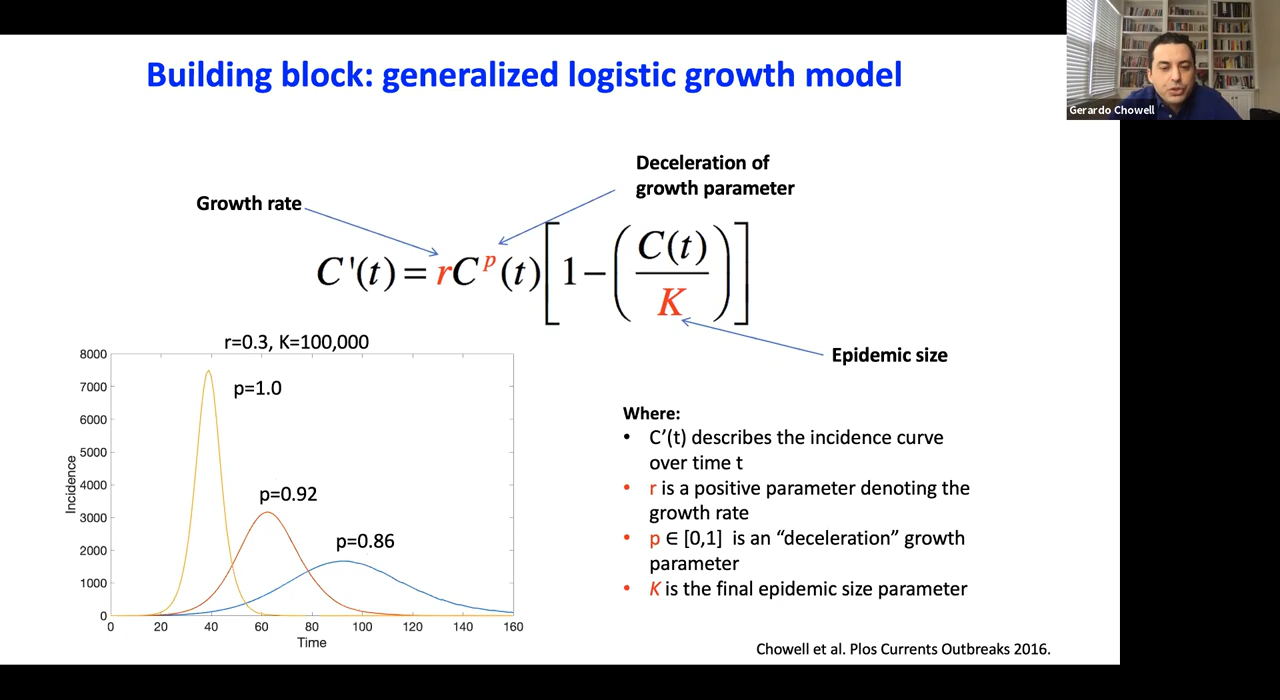 Building block: generalized logistic growth model
Gerardo Chowell
Deceleration of
growth parameter
Growth rate
C'(t) = rC^p(t)[1-(C(t)/K)]
Epidemic size
r=0.3, K=100,000
8000
7000
6000
5000
4000
3000
2000
1000
0
Incidence
p=1.0
p=0.92
p=0.86
0 20 40 60 80 100 120 140 160
Time
Where:
• C’(t) describes the incidence curve
over time t
• r is a positive parameter denoting the
growth rate
• p ∈ [0,1] is an “deceleration” growth
parameter
• K is the final epidemic size parameter
Chowell et al. Plos Currents Outbreaks 2016.